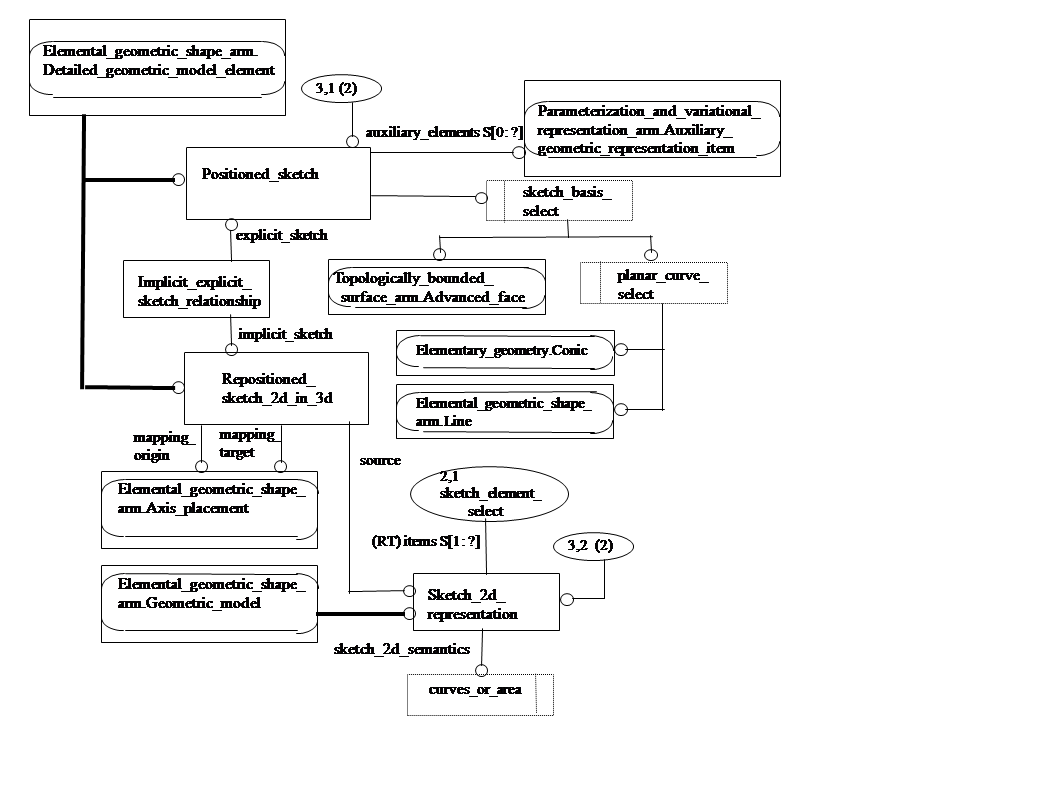 Elemental_geometric_shape_arm.
Detailed_geometric_model_element
3,1 (2)
auxiliary_elements S[0:?]
Parameterization_and_variational_
representation_arm.Auxiliary_
geometric_representation_item
Positioned_sketch
sketch_basis_
select
explicit_sketch
Implicit_explicit_
sketch_relationship
Topologically_bounded_
surface_arm.Advanced_face
planar_curve_
select
implicit_sketch
Elementary_geometry.Conic
Repositioned_
sketch_2d_in_3d
Elemental_geometric_shape_
arm.Line
mapping_
origin
mapping_
target
source
2,1
sketch_element_
select
Elemental_geometric_shape_
arm.Axis_placement
(RT) items S[1:?]
3,2 (2)
Elemental_geometric_shape_
arm.Geometric_model
Sketch_2d_
representation
sketch_2d_semantics
curves_or_area